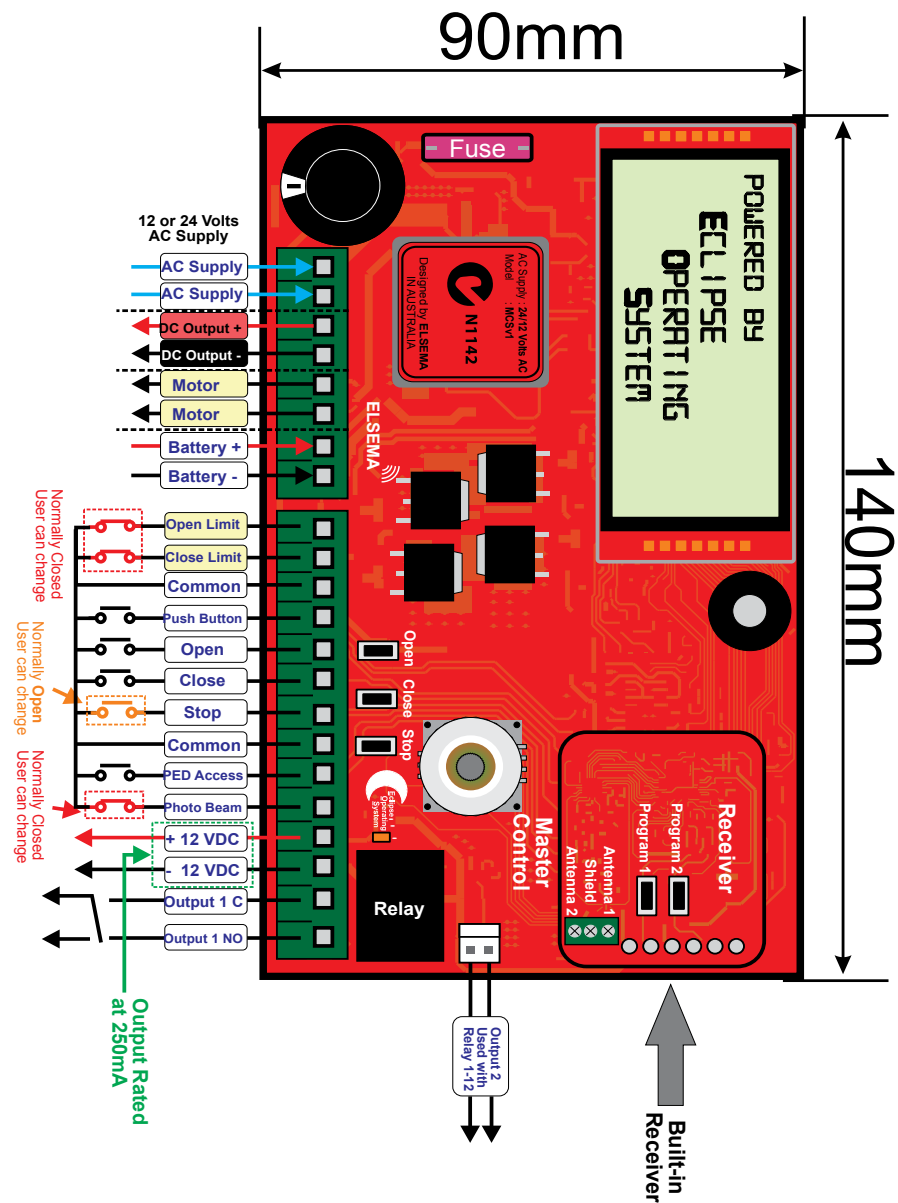 90mm
140mm
Fuse
POWERED BY
ECLIPSE
OPERATING
SYSTEM
AC Supply : 24/12 Volts AC
Model : MCSv1
N1142
Designed by ELSEMA
IN AUSTRALIA
ELSEMA
12 or 24 Volts
AC Supply
AC Supply
AC Supply
DC Output +
DC Output -
Motor
Motor
Battery +
Battery -
Open Limit
Close Limit
Common
Push Button
Open
Close
Stop
Common
PED Access
Photo Beam
+ 12 VDC
- 12 VDC
Output 1 C
Output 1 NO
Normally Closed
User can change
Normally Open
User can change
Normally Closed
User can change
Output Rated
at 250mA
Open
Close
Stop
Eclipse
Operating
System
Master
Control
Relay
Receiver
Program 2
Program 1
Antenna 1
Shield
Antenna 2
Output 2
Used with
Relay 1-12
Built-in
Receiver